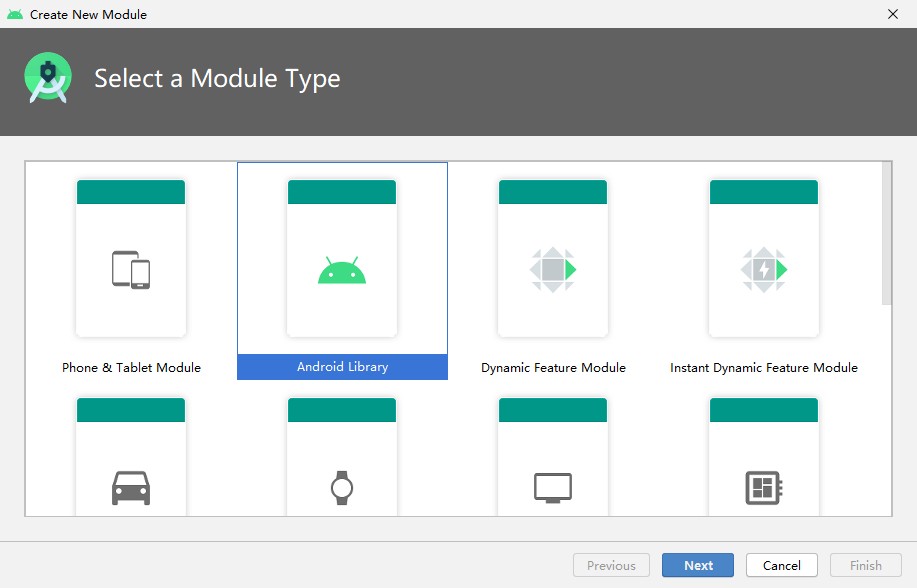 Create New Module
Select a Module Type
Phone & Tablet Module
Android Library
Dynamic Feature Module
Instant Dynamic Feature Module
Previous
Next
Cancel
Finish